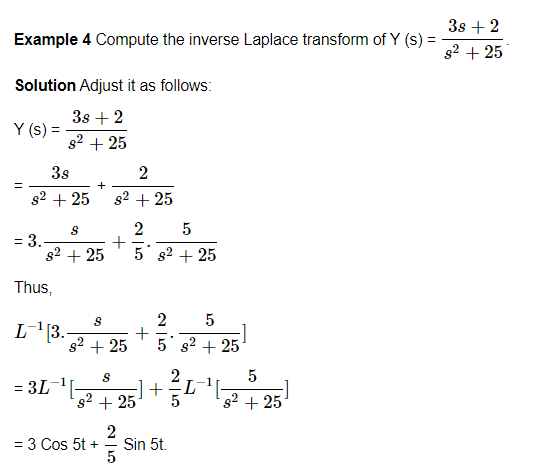 Example 4 Compute the inverse Laplace transform of Y (s) = \frac{3s + 2}{s^2 + 25}.
Solution Adjust it as follows:
Y (s) = \frac{3s + 2}{s^2 + 25}
= \frac{3s}{s^2 + 25} + \frac{2}{s^2 + 25}
= 3.\frac{s}{s^2 + 25} + \frac{2}{5}.\frac{5}{s^2 + 25}
Thus,
L^{-1}[3.\frac{s}{s^2 + 25} + \frac{2}{5}.\frac{5}{s^2 + 25}]
= 3L^{-1}[\frac{s}{s^2 + 25}] + \frac{2}{5}L^{-1}[\frac{5}{s^2 + 25}]
= 3 Cos 5t + \frac{2}{5} Sin 5t.